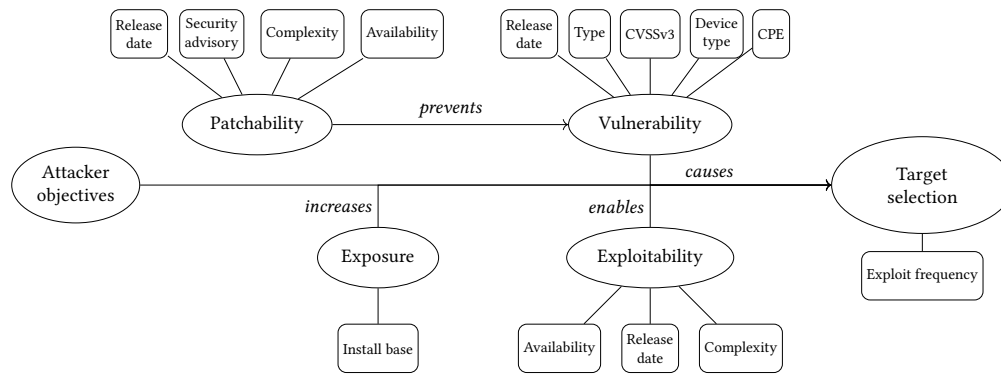 Release
date
Security
advisory
Complexity
Availability
Release
date
Type
CVSSv3
Device
type
CPE
Patchability
prevents
Vulnerability
Attacker
objectives
causes
Target
selection
increases
enables
Exposure
Exploitability
Exploit frequency
Install base
Availability
Release
date
Complexity